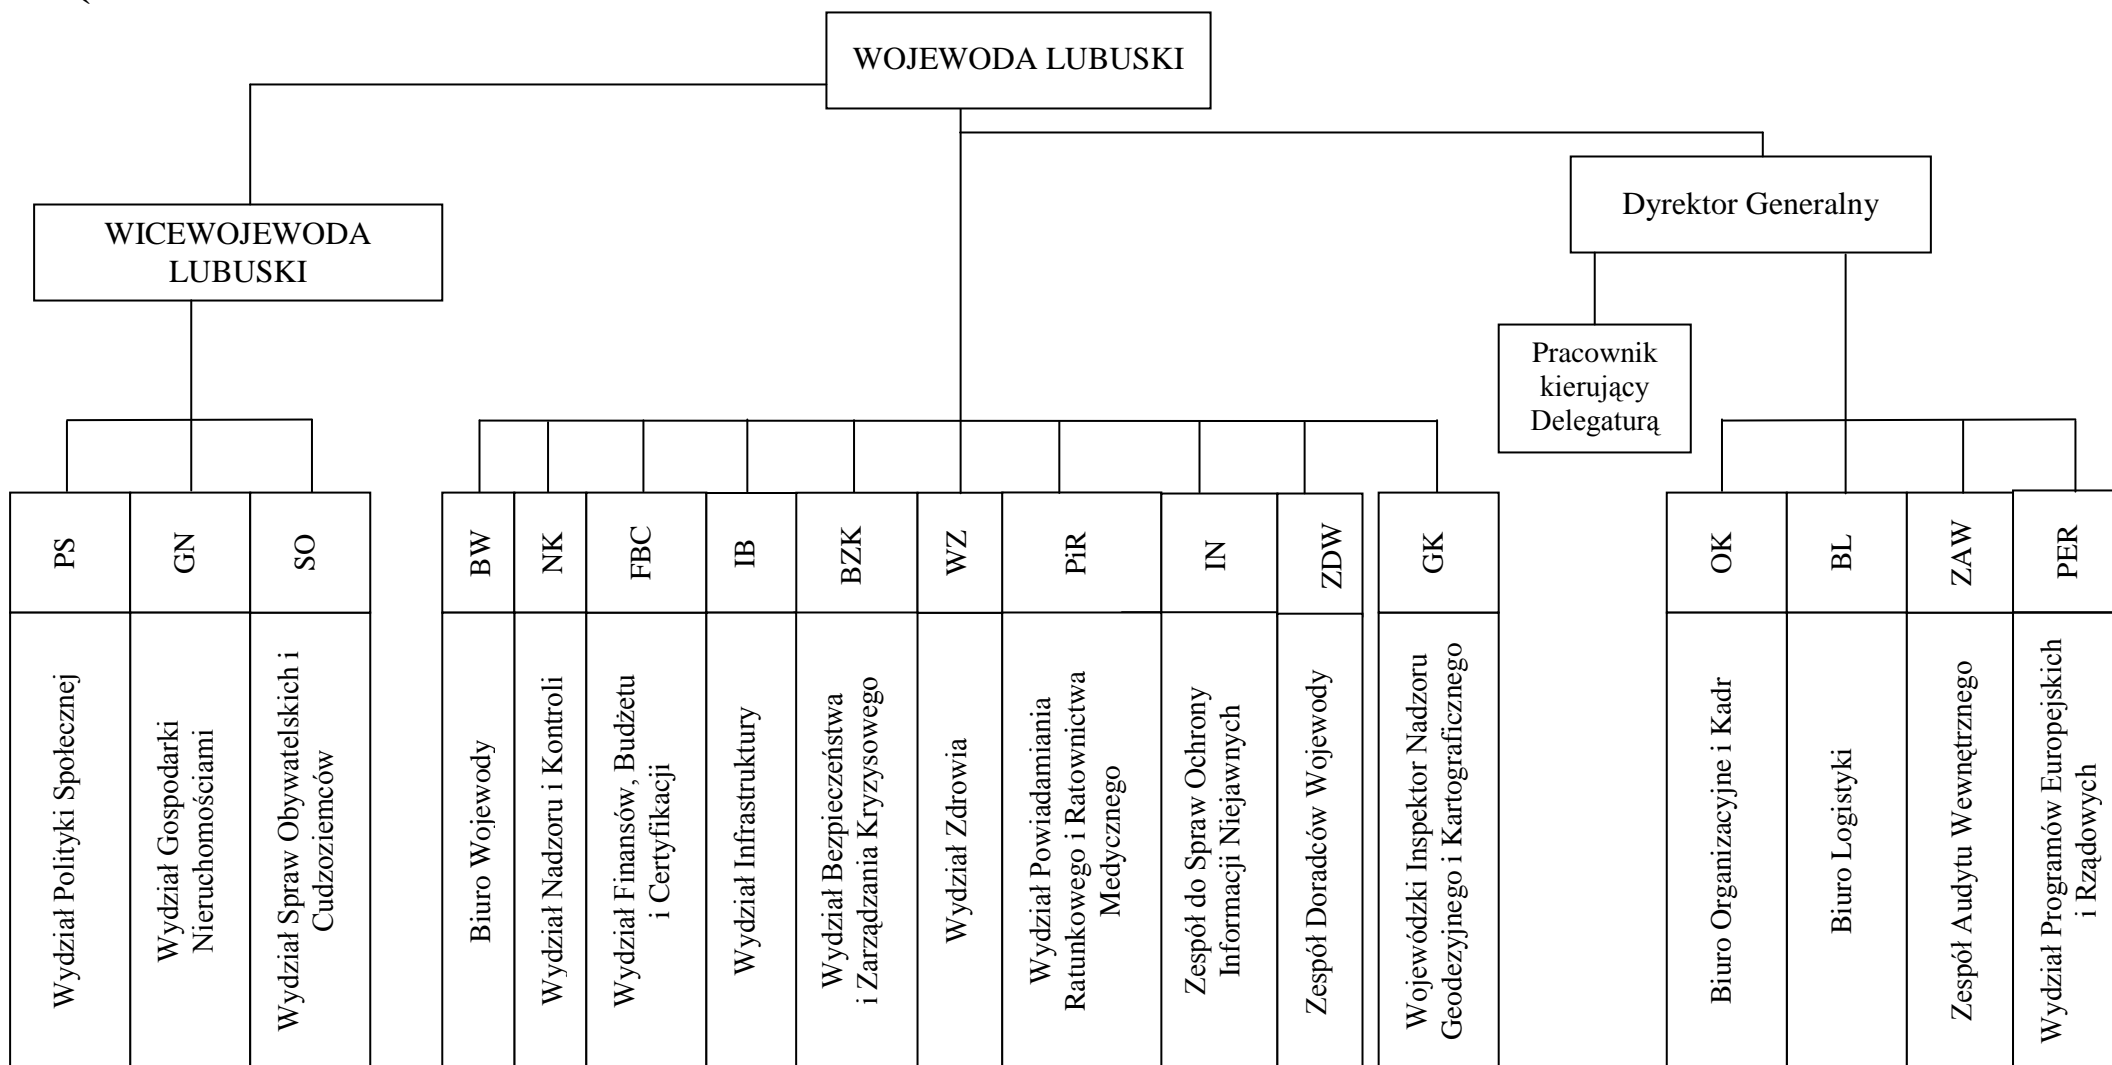 WOJEWODA LUBUSKI
WICEWOJEWODA
LUBUSKI
Dyrektor Generalny
Pracownik
kierujący
Delegaturą
PS
GN
SO
BW
NK
FBC
IB
BZK
WZ
PiR
IN
ZDW
GK
OK
BL
ZAW
PER
Wydział Polityki Społecznej
Wydział Gospodarki
Nieruchomościami
Wydział Spraw Obywatelskich i
Cudzoziemców
Biuro Wojewody
Wydział Nadzoru i Kontroli
Wydział Finansów, Budżetu
i Certyfikacji
Wydział Infrastruktury
Wydział Bezpieczeństwa
i Zarządzania Kryzysowego
Wydział Zdrowia
Wydział Powiadamiania
Ratunkowego i Ratownictwa
Medycznego
Zespół do Spraw Ochrony
Informacji Niejawnych
Zespół Doradców Wojewody
Wojewódzki Inspektor Nadzoru
Geodezyjnego i Kartograficznego
Biuro Organizacyjne i Kadr
Biuro Logistyki
Zespół Audytu Wewnętrznego
Wydział Programów Europejskich
i Rządowych